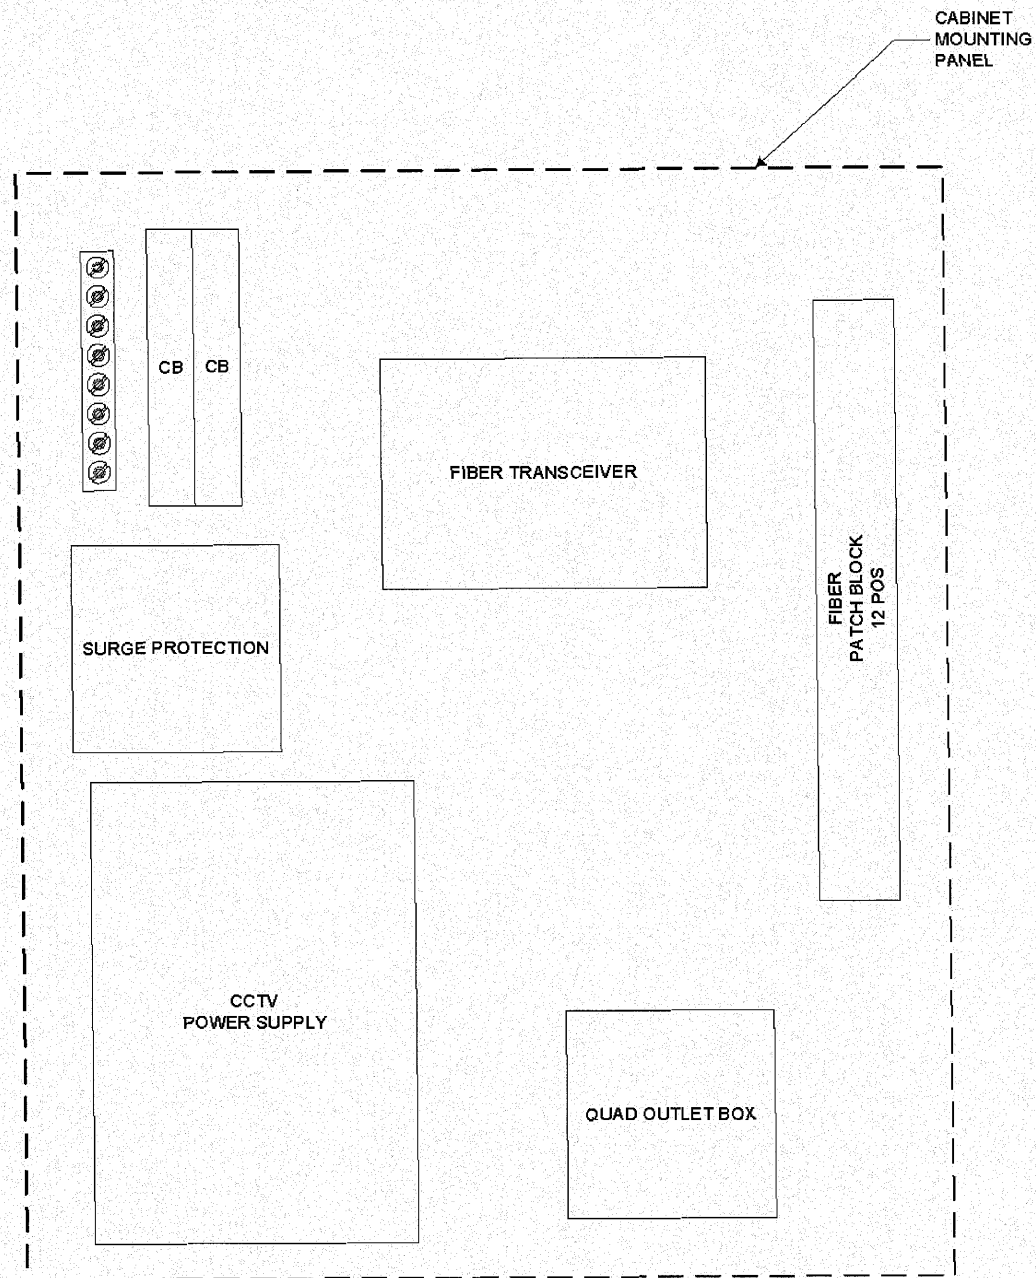 CABINET
MOUNTING
PANEL
CB
CB
FIBER TRANSCEIVER
FIBER
PATCH BLOCK
12 POS
SURGE PROTECTION
CCTV
POWER SUPPLY
QUAD OUTLET BOX